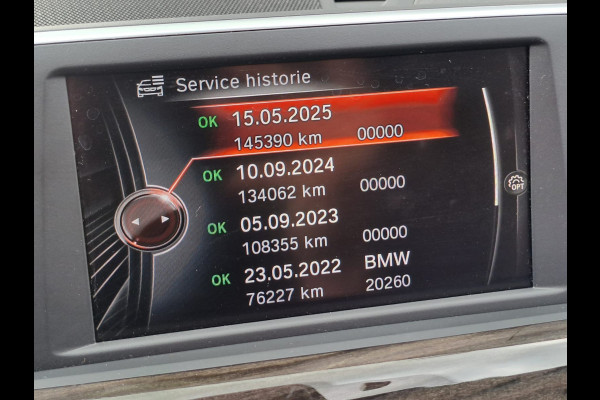 Service historie
OK 15.05.2025
145390 km 00000
OK 10.09.2024
134062 km 00000
OK 05.09.2023
108355 km 00000
OK 23.05.2022 BMW
76227 km 20260
OPT